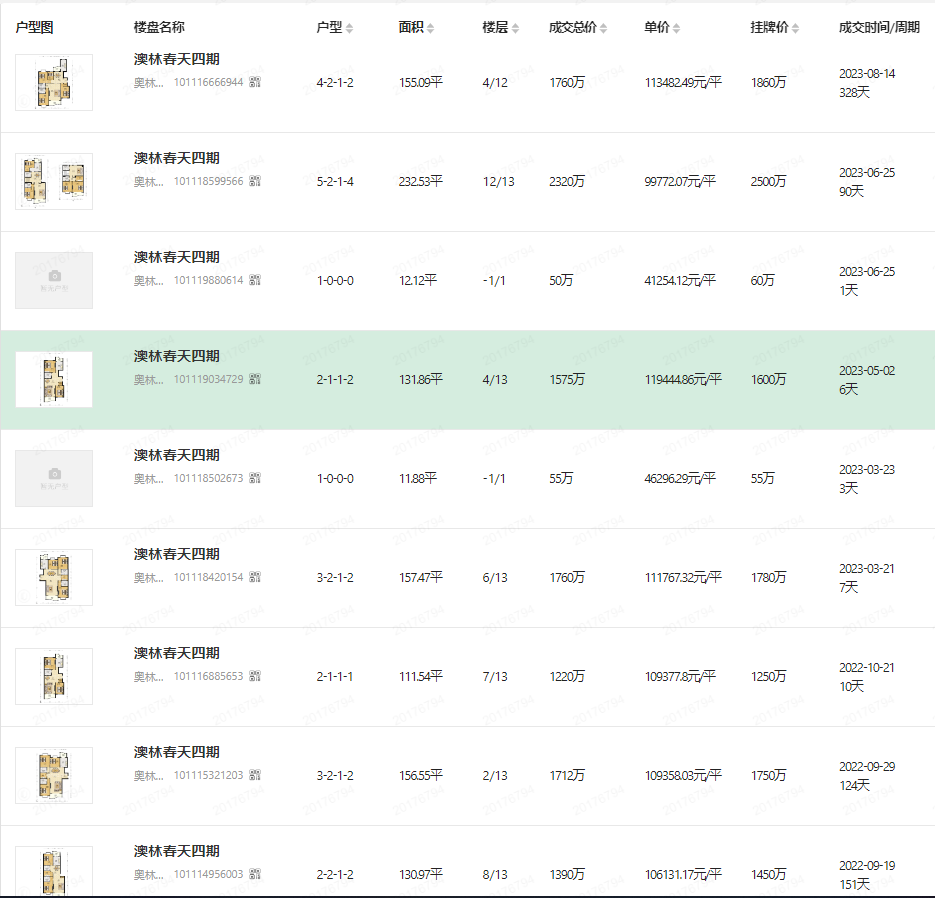 户型图 楼盘名称 户型 面积 楼层 成交总价 单价 挂牌价 成交时间/周期
澳林春天四期
奥林... 101116666944 4-2-1-2 155.09平 4/12 1760万 113482.49元/平 1860万 2023-08-14
328天
澳林春天四期
奥林... 101118599566 5-2-1-4 232.53平 12/13 2320万 99772.07元/平 2500万 2023-06-25
90天
澳林春天四期
奥林... 101119880614 1-0-0-0 12.12平 -1/1 50万 41254.12元/平 60万 2023-06-25
1天
澳林春天四期
奥林... 101119034729 2-1-1-2 131.86平 4/13 1575万 119444.86元/平 1600万 2023-05-02
6天
澳林春天四期
奥林... 101118502673 1-0-0-0 11.88平 -1/1 55万 46296.29元/平 55万 2023-03-23
3天
澳林春天四期
奥林... 101118420154 3-2-1-2 157.47平 6/13 1760万 111767.32元/平 1780万 2023-03-21
7天
澳林春天四期
奥林... 101116885653 2-1-1-1 111.54平 7/13 1220万 109377.8元/平 1250万 2022-10-21
10天
澳林春天四期
奥林... 101115321203 3-2-1-2 156.55平 2/13 1712万 109358.03元/平 1750万 2022-09-29
124天
澳林春天四期
奥林... 101114956003 2-2-1-2 130.97平 8/13 1390万 106131.17元/平 1450万 2022-09-19
151天